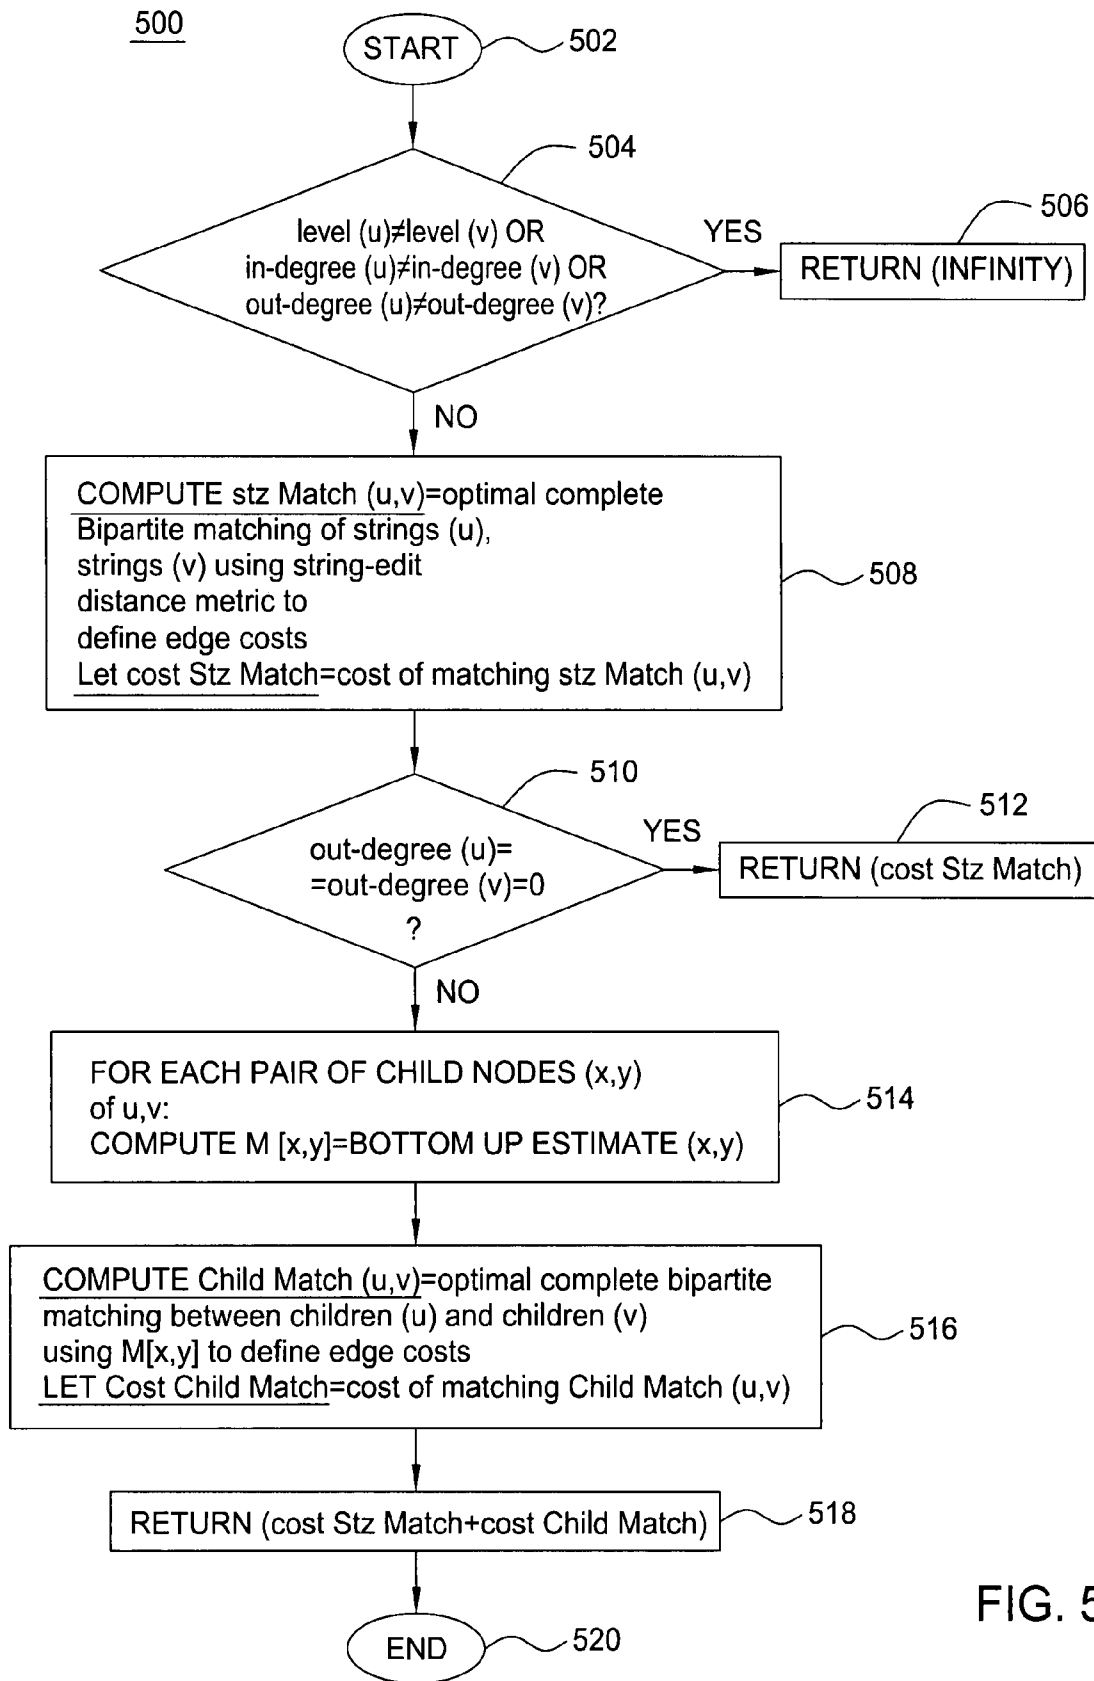 500
START
502
504
level (u)≠level (v) OR
in-degree (u)≠in-degree (v) OR
out-degree (u)≠out-degree (v)?
YES
506
RETURN (INFINITY)
NO
COMPUTE stz Match (u,v)=optimal complete
Bipartite matching of strings (u),
strings (v) using string-edit
distance metric to
define edge costs
Let cost Stz Match=cost of matching stz Match (u,v)
508
510
out-degree (u)=
=out-degree (v)=0
?
YES
512
RETURN (cost Stz Match)
NO
FOR EACH PAIR OF CHILD NODES (x,y)
of u,v:
COMPUTE M [x,y]=BOTTOM UP ESTIMATE (x,y)
514
COMPUTE Child Match (u,v)=optimal complete bipartite
matching between children (u) and children (v)
using M[x,y] to define edge costs
LET Cost Child Match=cost of matching Child Match (u,v)
516
RETURN (cost Stz Match+cost Child Match)
518
END
520
FIG. 5